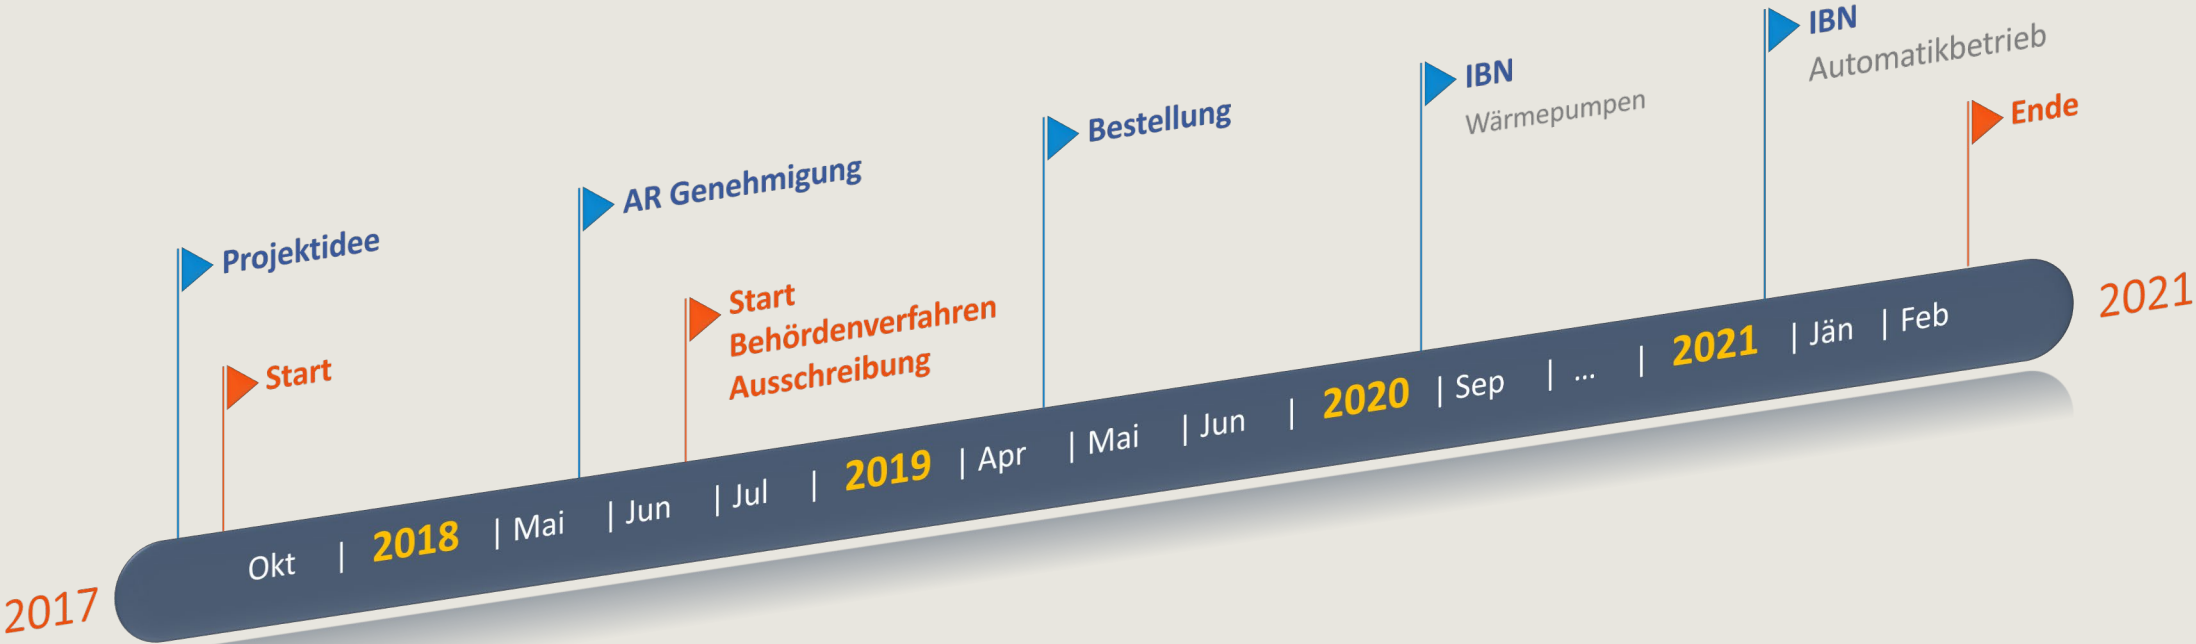 IBN
Automatikbetrieb
IBN
Wärmepumpen
Ende
Bestellung
AR Genehmigung
Projektidee
Start
Behördenverfahren
Ausschreibung
Start
2017
Okt | 2018 | Mai | Jun | Jul | 2019 | Apr | Mai | Jun | 2020 | Sep | ... | 2021 | Jän | Feb
2021